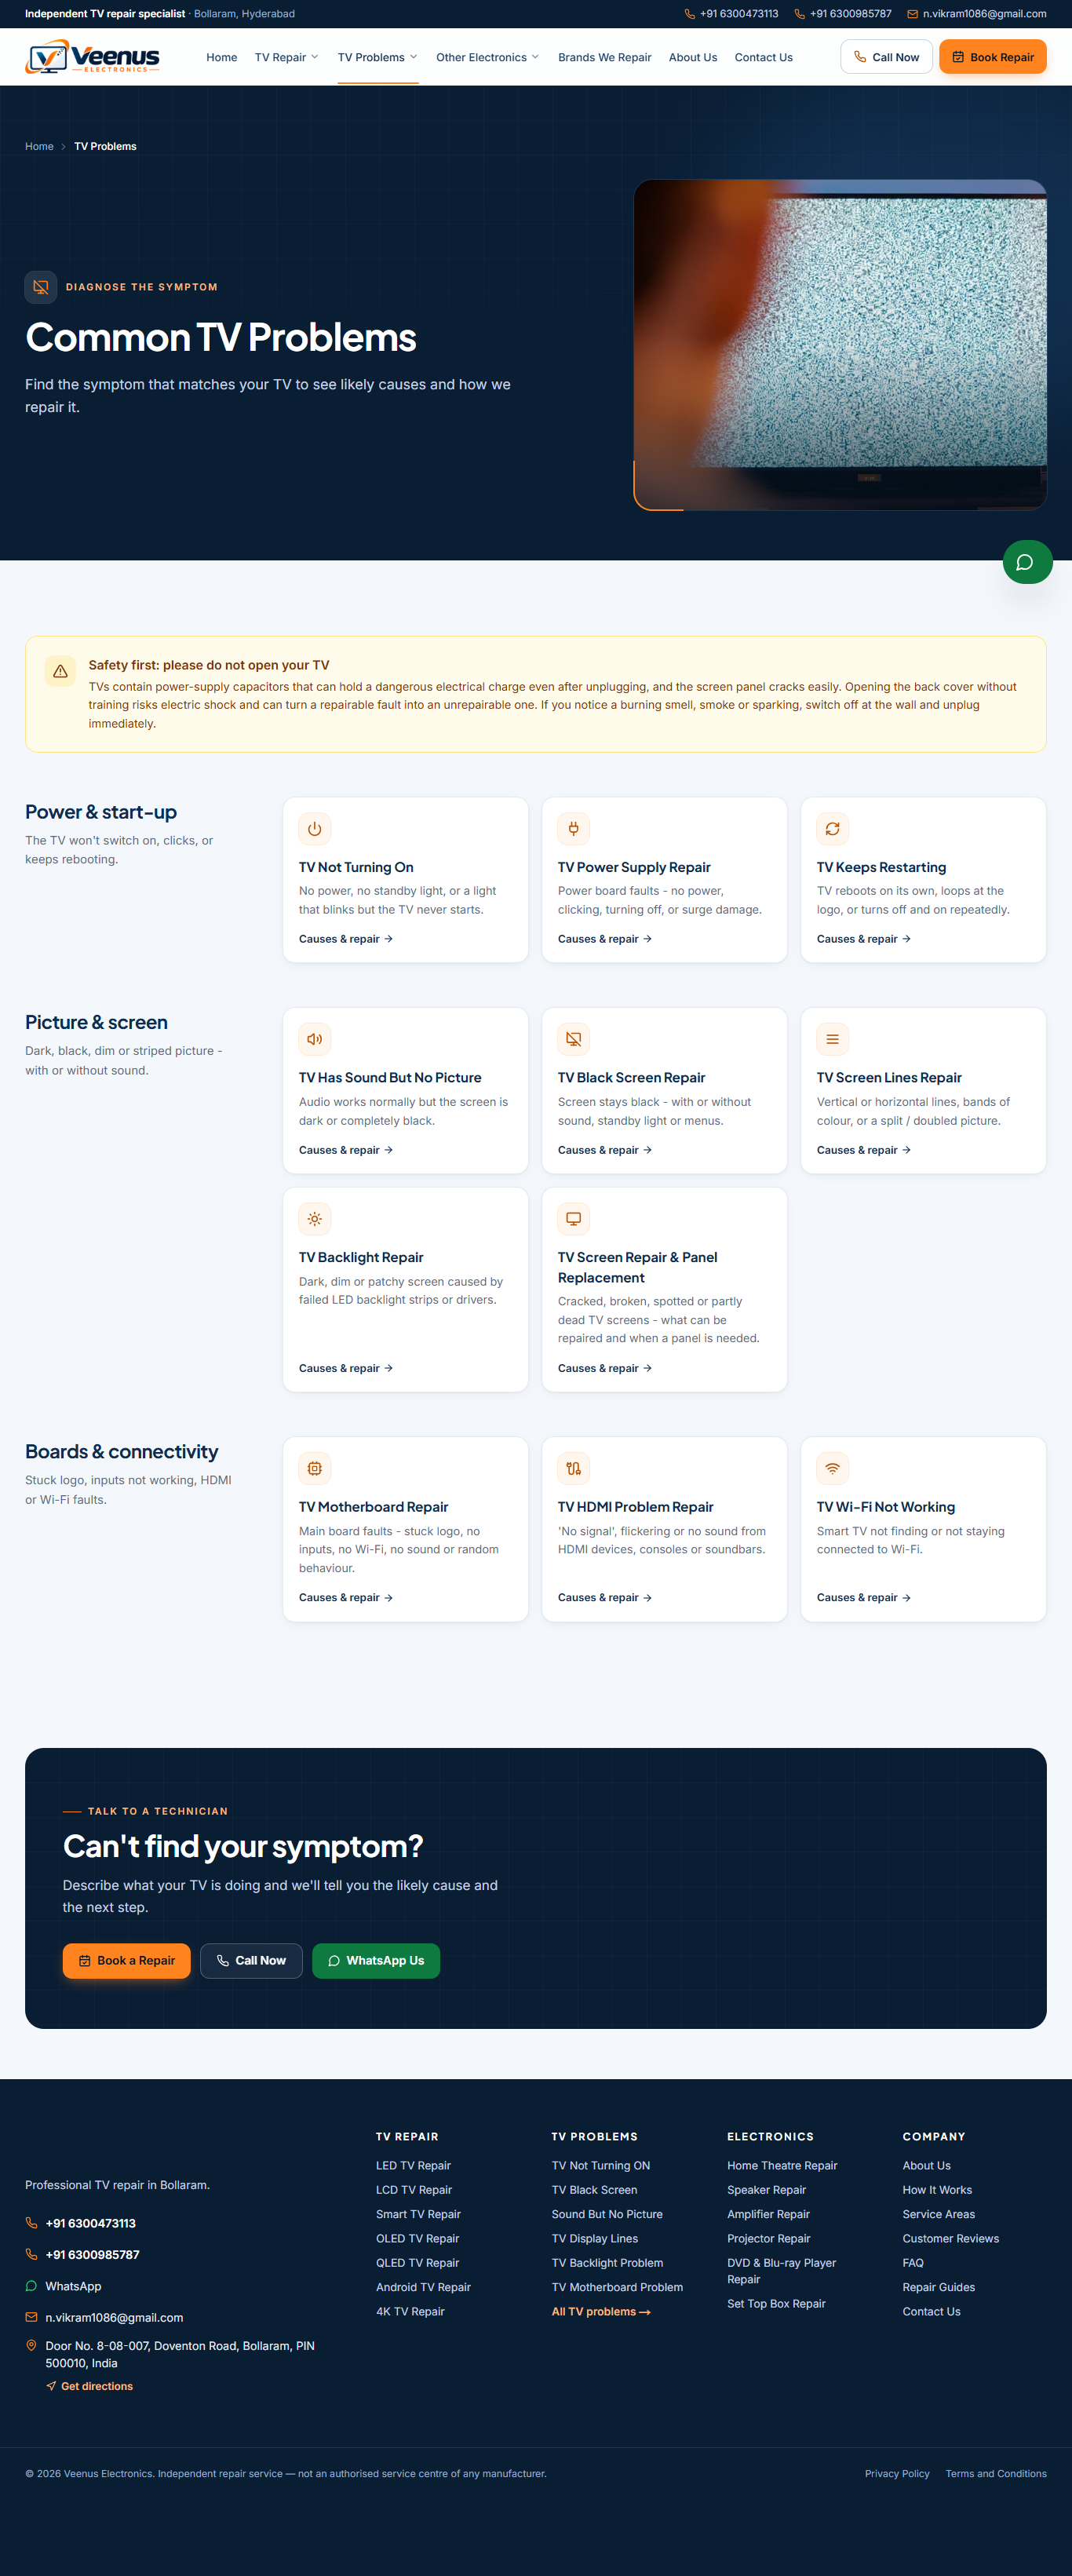 Independent TV repair specialist · Bollaram, Hyderabad
+91 6300473113
+91 6300985787
n.vikram1086@gmail.com
Veenus
ELECTRONICS
Home
TV Repair
TV Problems
Other Electronics
Brands We Repair
About Us
Contact Us
Call Now
Book Repair
Home
TV Problems
DIAGNOSE THE SYMPTOM
Common TV Problems
Find the symptom that matches your TV to see likely causes and how we
repair it.
Safety first: please do not open your TV
TVs contain power-supply capacitors that can hold a dangerous electrical charge even after unplugging, and the screen panel cracks easily. Opening the back cover without
training risks electric shock and can turn a repairable fault into an unrepairable one. If you notice a burning smell, smoke or sparking, switch off at the wall and unplug
immediately.
Power & start-up
The TV won't switch on, clicks, or
keeps rebooting.
TV Not Turning On
No power, no standby light, or a light
that blinks but the TV never starts.
Causes & repair →
TV Power Supply Repair
Power board faults - no power,
clicking, turning off, or surge damage.
Causes & repair →
TV Keeps Restarting
TV reboots on its own, loops at the
logo, or turns off and on repeatedly.
Causes & repair →
Picture & screen
Dark, black, dim or striped picture -
with or without sound.
TV Has Sound But No Picture
Audio works normally but the screen is
dark or completely black.
Causes & repair →
TV Black Screen Repair
Screen stays black - with or without
sound, standby light or menus.
Causes & repair →
TV Screen Lines Repair
Vertical or horizontal lines, bands of
colour, or a split / doubled picture.
Causes & repair →
TV Backlight Repair
Dark, dim or patchy screen caused by
failed LED backlight strips or drivers.
Causes & repair →
TV Screen Repair & Panel
Replacement
Cracked, broken, spotted or partly
dead TV screens - what can be
repaired and when a panel is needed.
Causes & repair →
Boards & connectivity
Stuck logo, inputs not working, HDMI
or Wi-Fi faults.
TV Motherboard Repair
Main board faults - stuck logo, no
inputs, no Wi-Fi, no sound or random
behaviour.
Causes & repair →
TV HDMI Problem Repair
'No signal', flickering or no sound from
HDMI devices, consoles or soundbars.
Causes & repair →
TV Wi-Fi Not Working
Smart TV not finding or not staying
connected to Wi-Fi.
Causes & repair →
TALK TO A TECHNICIAN
Can't find your symptom?
Describe what your TV is doing and we'll tell you the likely cause and
the next step.
Book a Repair
Call Now
WhatsApp Us
Professional TV repair in Bollaram.
+91 6300473113
+91 6300985787
WhatsApp
n.vikram1086@gmail.com
Door No. 8-08-007, Doventon Road, Bollaram, PIN
500010, India
Get directions
TV REPAIR
LED TV Repair
LCD TV Repair
Smart TV Repair
OLED TV Repair
QLED TV Repair
Android TV Repair
4K TV Repair
TV PROBLEMS
TV Not Turning ON
TV Black Screen
Sound But No Picture
TV Display Lines
TV Backlight Problem
TV Motherboard Problem
All TV problems →
ELECTRONICS
Home Theatre Repair
Speaker Repair
Amplifier Repair
Projector Repair
DVD & Blu-ray Player
Repair
Set Top Box Repair
COMPANY
About Us
How It Works
Service Areas
Customer Reviews
FAQ
Repair Guides
Contact Us
© 2026 Veenus Electronics. Independent repair service — not an authorised service centre of any manufacturer.
Privacy Policy
Terms and Conditions